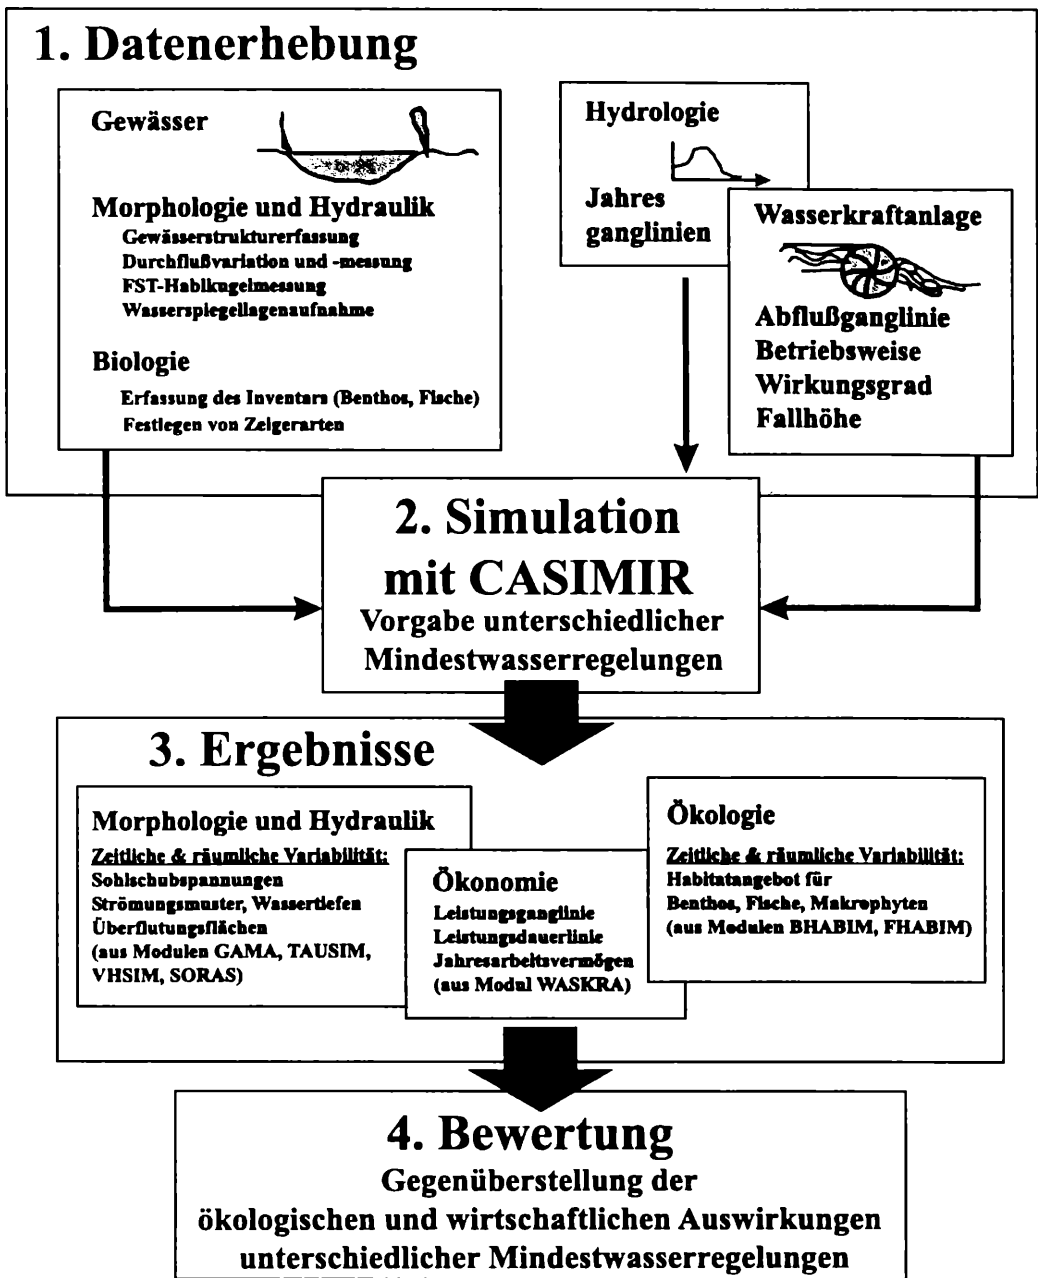 1. Datenerhebung
Gewässer
Morphologie und Hydraulik
Gewässerstrukturerfassung
Durchflußvariation und -messung
FST-Hablkugelmessung
Wasserspiegellagenaufnahme
Biologie
Erfassung des Inventars (Benthos, Fische)
Festlegen von Zeigerarten
Hydrologie
Jahres
ganglinien
Wasserkraftanlage
Abflußganglinie
Betriebsweise
Wirkungsgrad
Fallhöhe
2. Simulation
mit CASIMIR
Vorgabe unterschiedlicher
Mindestwasserregelungen
3. Ergebnisse
Morphologie und Hydraulik
Zeitliche & räumliche Variabilität:
Sohlschubspannungen
Strömungsmuster, Wassertiefen
Überflutungsflächen
(aus Modulen GAMA, TAUSIM,
VHSIM, SORAS)
Ökonomie
Leistungsganglinie
Leistungsdauerlinie
Jahresarbeitsvermögen
(aus Modul WASKRA)
Ökologie
Zeitliche & räumliche Variabilität:
Habitatangebot für
Benthos, Fische, Makrophyten
(aus Modulen BHABIM, FHABIM)
4. Bewertung
Gegenüberstellung der
ökologischen und wirtschaftlichen Auswirkungen
unterschiedlicher Mindestwasserregelungen